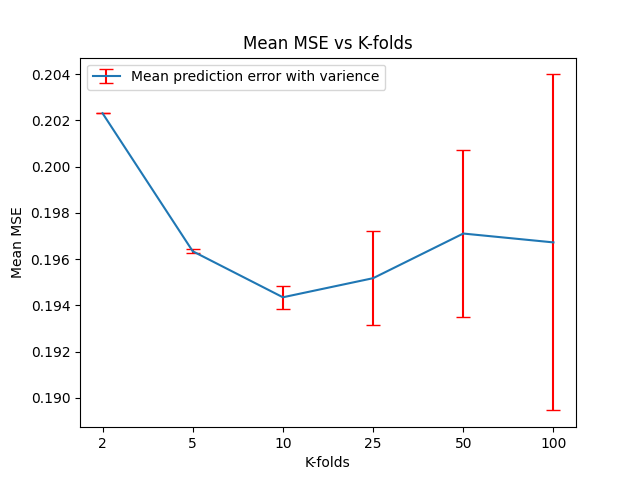 Mean MSE vs K-folds
Mean prediction error with varience
Mean MSE
0.204
0.202
0.200
0.198
0.196
0.194
0.192
0.190
2 5 10 25 50 100
K-folds